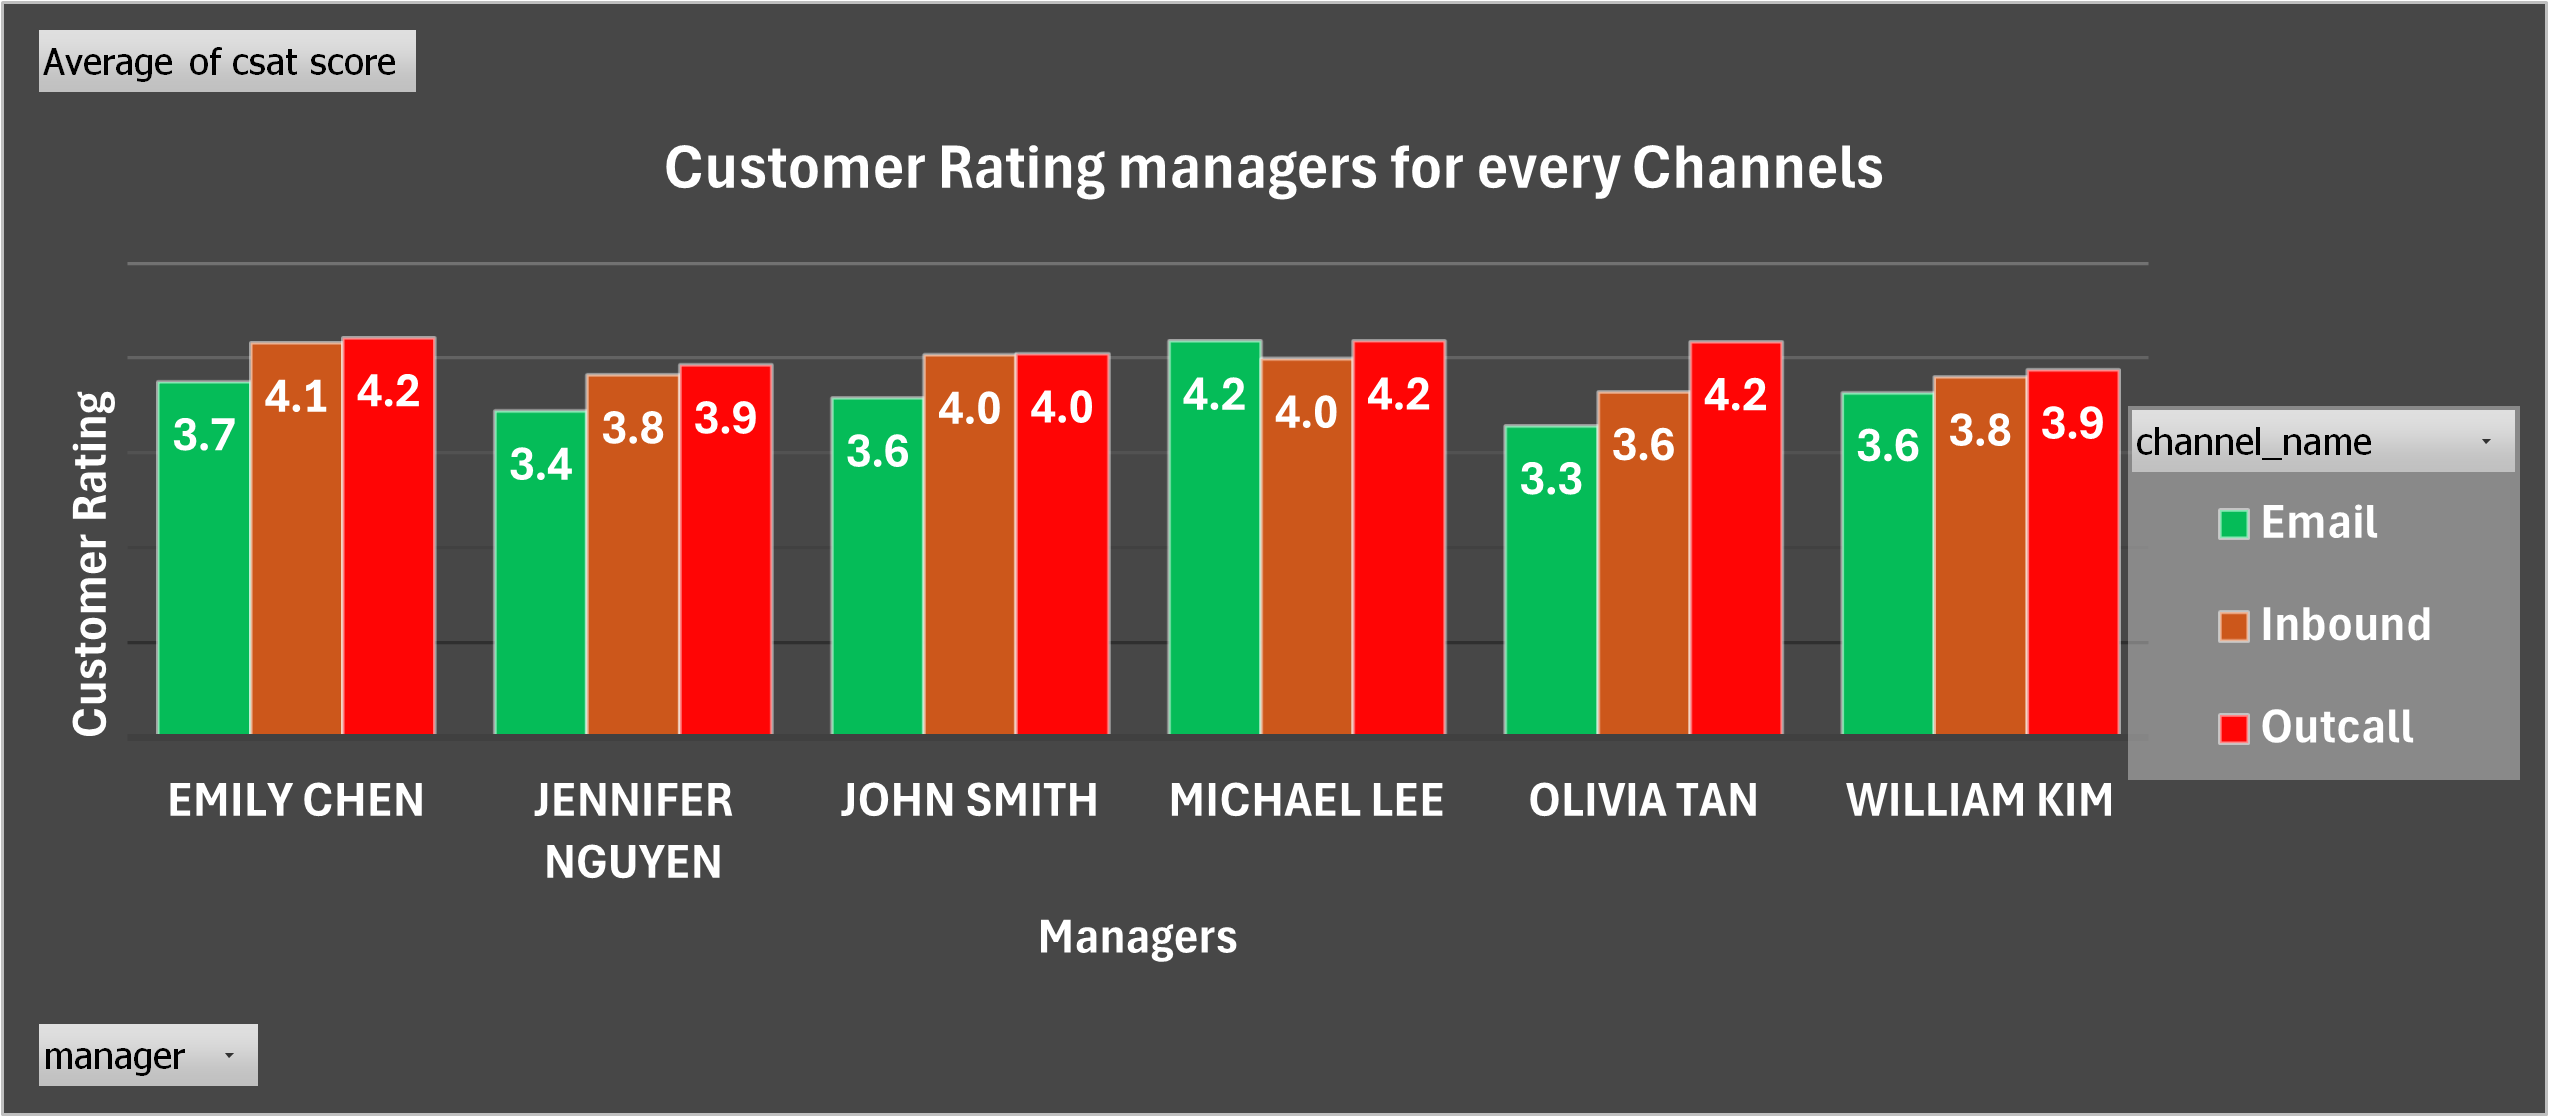 Average of csat score
Customer Rating managers for every Channels
Customer Rating
3.7 4.1 4.2
3.4 3.8 3.9
3.6 4.0 4.0
4.2 4.0 4.2
3.3 3.6 4.2
3.6 3.8 3.9
EMILY CHEN
JENNIFER
NGUYEN
JOHN SMITH
MICHAEL LEE
OLIVIA TAN
WILLIAM KIM
Managers
channel_name
Email
Inbound
Outcall
manager